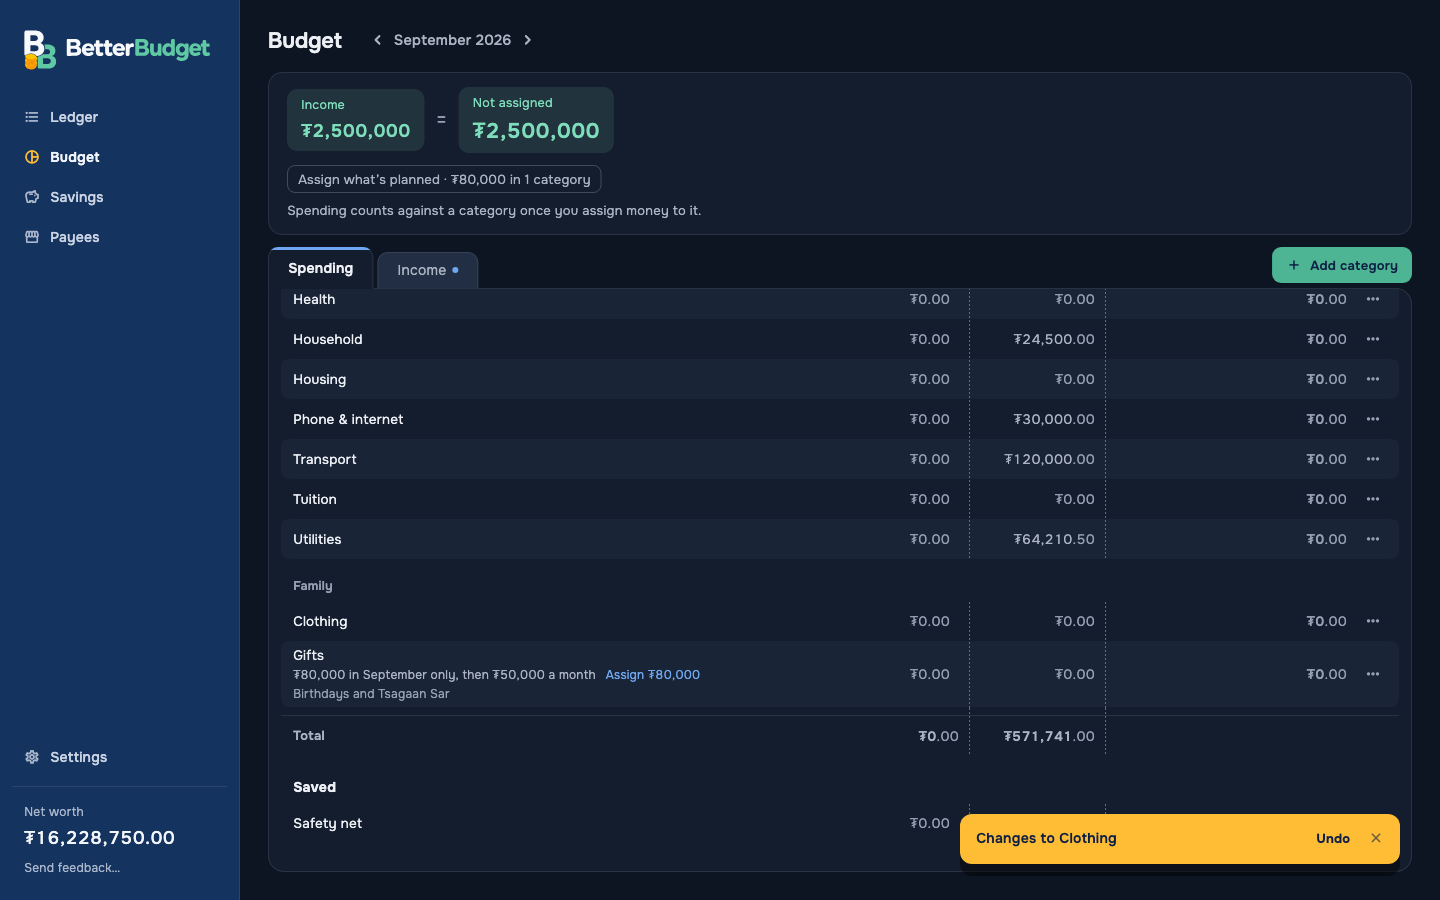 BetterBudget
Ledger
Budget
Savings
Payees
Settings
Net worth
₮16,228,750.00
Send feedback...
Budget
September 2026
Income
₮2,500,000
=
Not assigned
₮2,500,000
Assign what's planned · ₮80,000 in 1 category
Spending counts against a category once you assign money to it.
Spending
Income
+ Add category
Health ₮0.00 ₮0.00 ₮0.00
Household ₮0.00 ₮24,500.00 ₮0.00
Housing ₮0.00 ₮0.00 ₮0.00
Phone & internet ₮0.00 ₮30,000.00 ₮0.00
Transport ₮0.00 ₮120,000.00 ₮0.00
Tuition ₮0.00 ₮0.00 ₮0.00
Utilities ₮0.00 ₮64,210.50 ₮0.00
Family
Clothing ₮0.00 ₮0.00 ₮0.00
Gifts
₮80,000 in September only, then ₮50,000 a month Assign ₮80,000
Birthdays and Tsagaan Sar
₮0.00 ₮0.00 ₮0.00
Total ₮0.00 ₮571,741.00
Saved
Safety net ₮0.00
Changes to Clothing
Undo